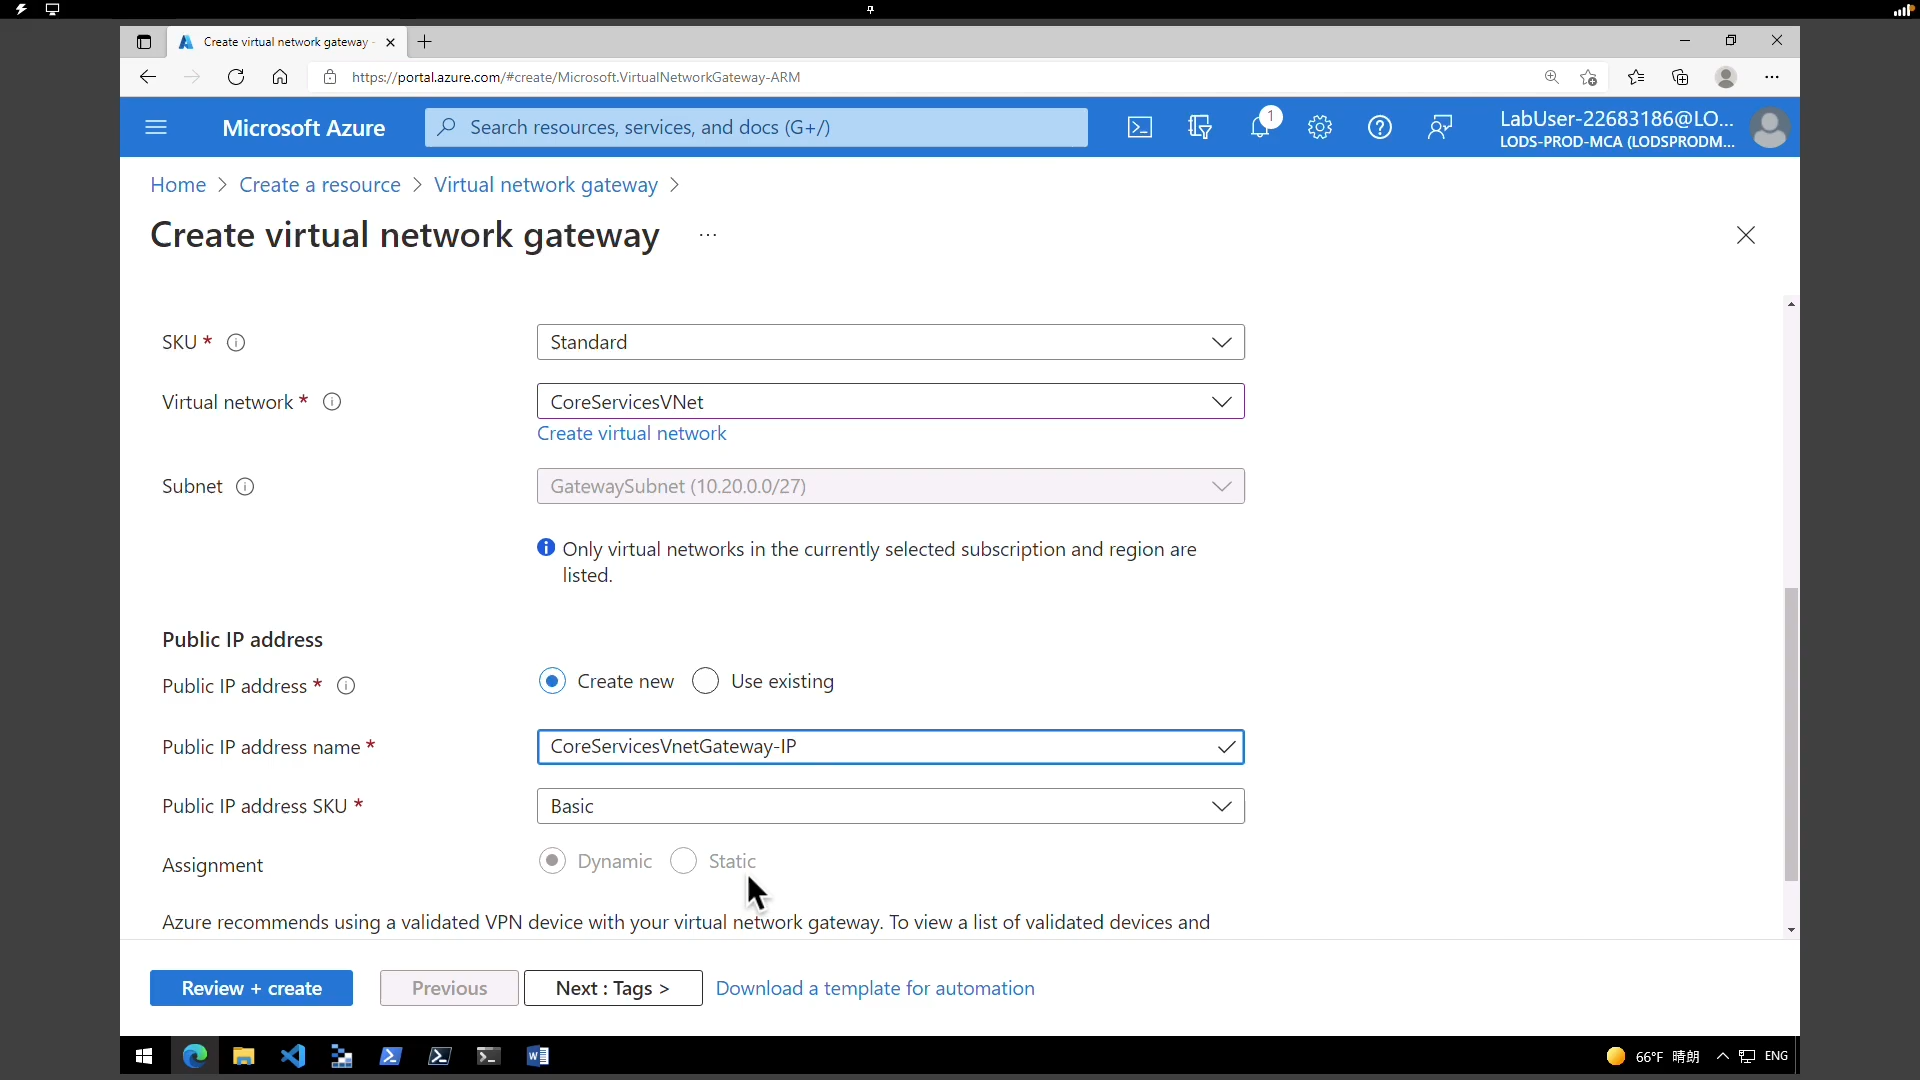 Create virtual network gateway -
https://portal.azure.com/#create/Microsoft.VirtualNetworkGateway-ARM
Microsoft Azure
Search resources, services, and docs (G+/)
1
LabUser-22683186@LO...
LODS-PROD-MCA (LODSPRODM...
Home > Create a resource > Virtual network gateway >
Create virtual network gateway ...
SKU *
Standard
Virtual network *
CoreServicesVNet
Create virtual network
Subnet
GatewaySubnet (10.20.0.0/27)
Only virtual networks in the currently selected subscription and region are
listed.
Public IP address
Public IP address *
Create new
Use existing
Public IP address name *
CoreServicesVnetGateway-IP
Public IP address SKU *
Basic
Assignment
Dynamic
Static
Azure recommends using a validated VPN device with your virtual network gateway. To view a list of validated devices and
Review + create
Previous
Next : Tags >
Download a template for automation
66°F 晴朗
ENG